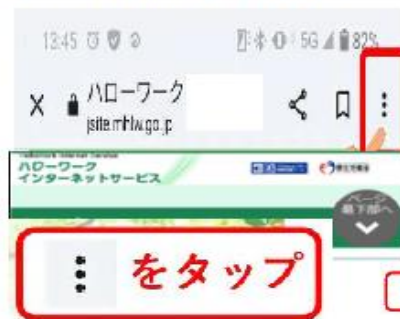 13:45
5G 82%
ハローワーク
jsite.mhlw.go.jp
ハローワーク
インターネットサービス
ページ
最下部へ
をタップ